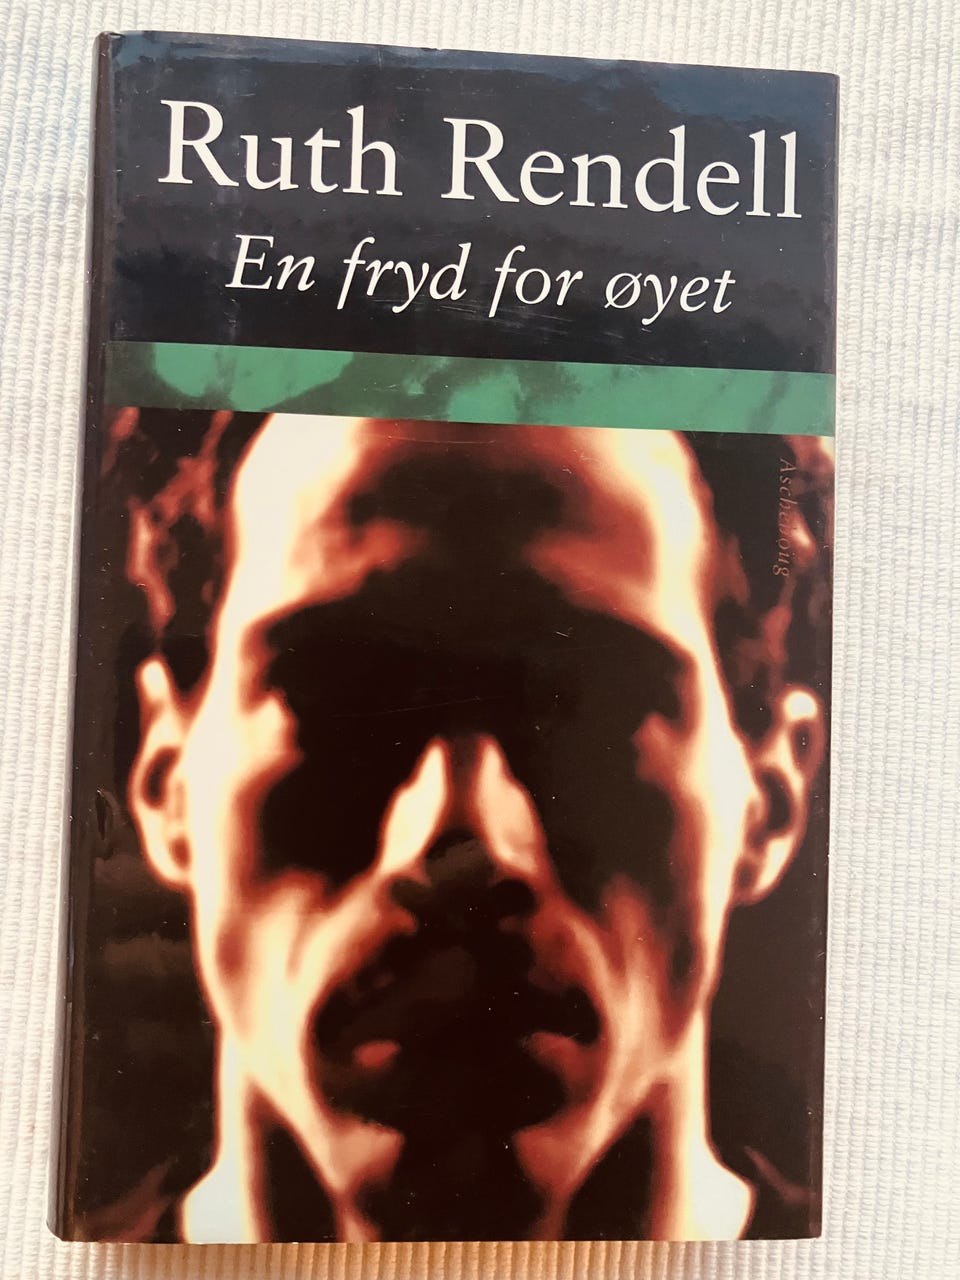 Ruth Rendell
En fryd for øyet
Aschehoug